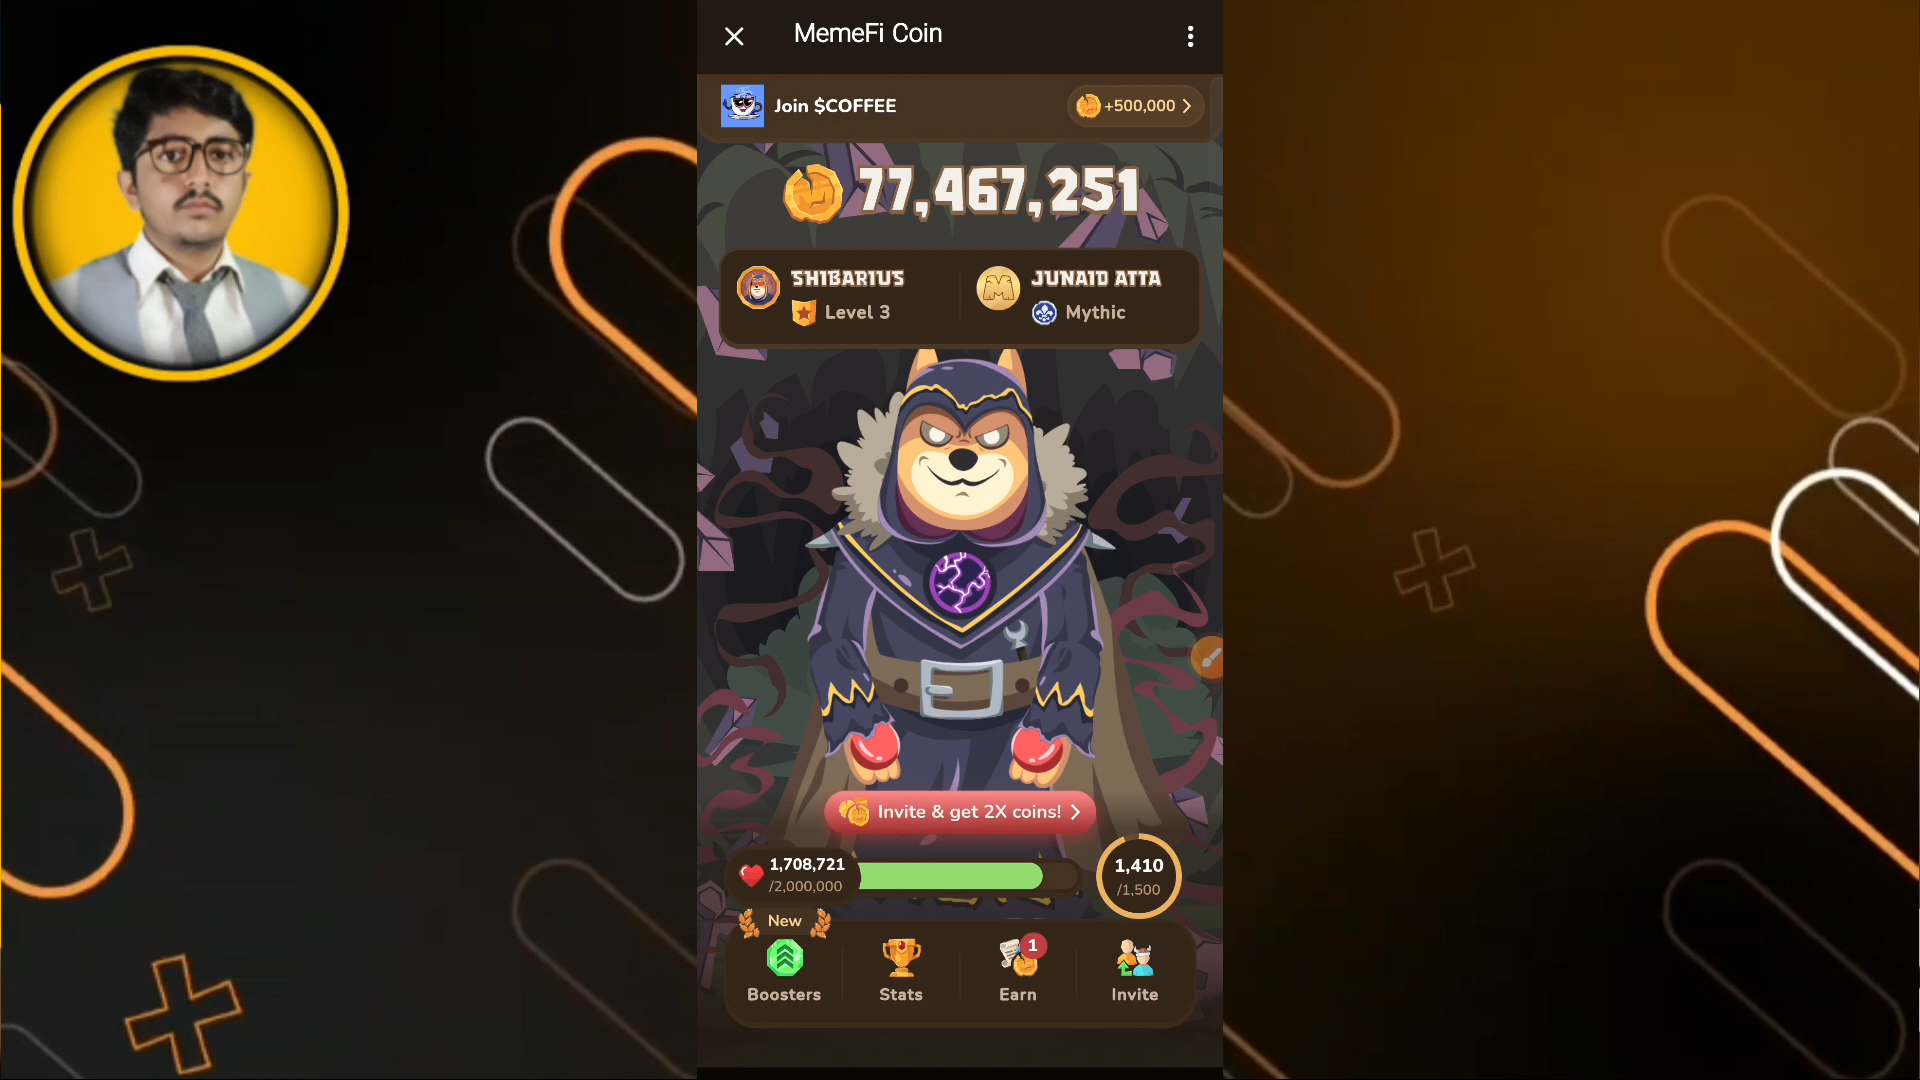 MemeFi Coin
Join $COFFEE
+500,000
77,467,251
SHIBARIUS
Level 3
JUNAID ATTA
Mythic
Invite & get 2X coins!
1,708,721
/2,000,000
1,410
/1,500
New
Boosters
Stats
1
Earn
Invite